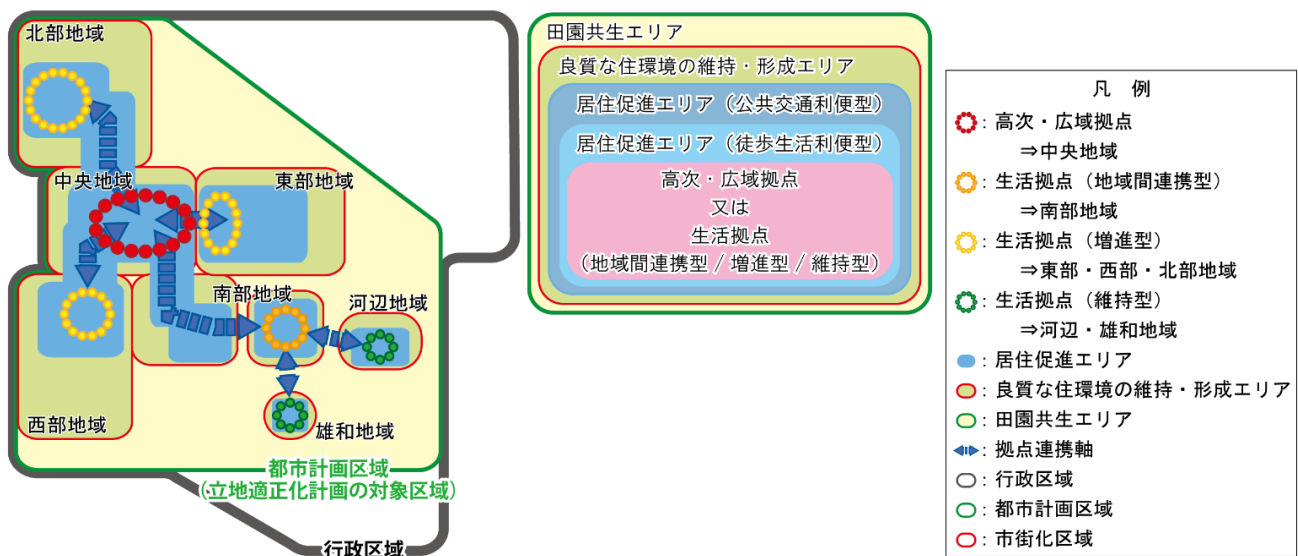 北部地域
中央地域
東部地域
南部地域
河辺地域
西部地域
雄和地域
都市計画区域
(立地適正化計画の対象区域)
行政区域
田園共生エリア
良質な住環境の維持・形成エリア
居住促進エリア(公共交通利便型)
居住促進エリア(徒歩生活利便型)
高次・広域拠点
又は
生活拠点
(地域間連携型/増進型/維持型)
凡 例
:高次・広域拠点
⇒中央地域
:生活拠点(地域間連携型)
⇒南部地域
:生活拠点(増進型)
⇒東部・西部・北部地域
:生活拠点(維持型)
⇒河辺・雄和地域
:居住促進エリア
:良質な住環境の維持・形成エリア
:田園共生エリア
:拠点連携軸
:行政区域
:都市計画区域
:市街化区域